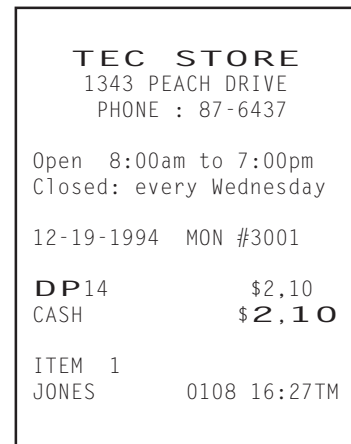 TEC STORE
1343 PEACH DRIVE
PHONE : 87-6437
Open 8:00am to 7:00pm
Closed: every Wednesday
12-19-1994 MON #3001
DP14 $2,10
CASH $2,10
ITEM 1
JONES 0108 16:27TM